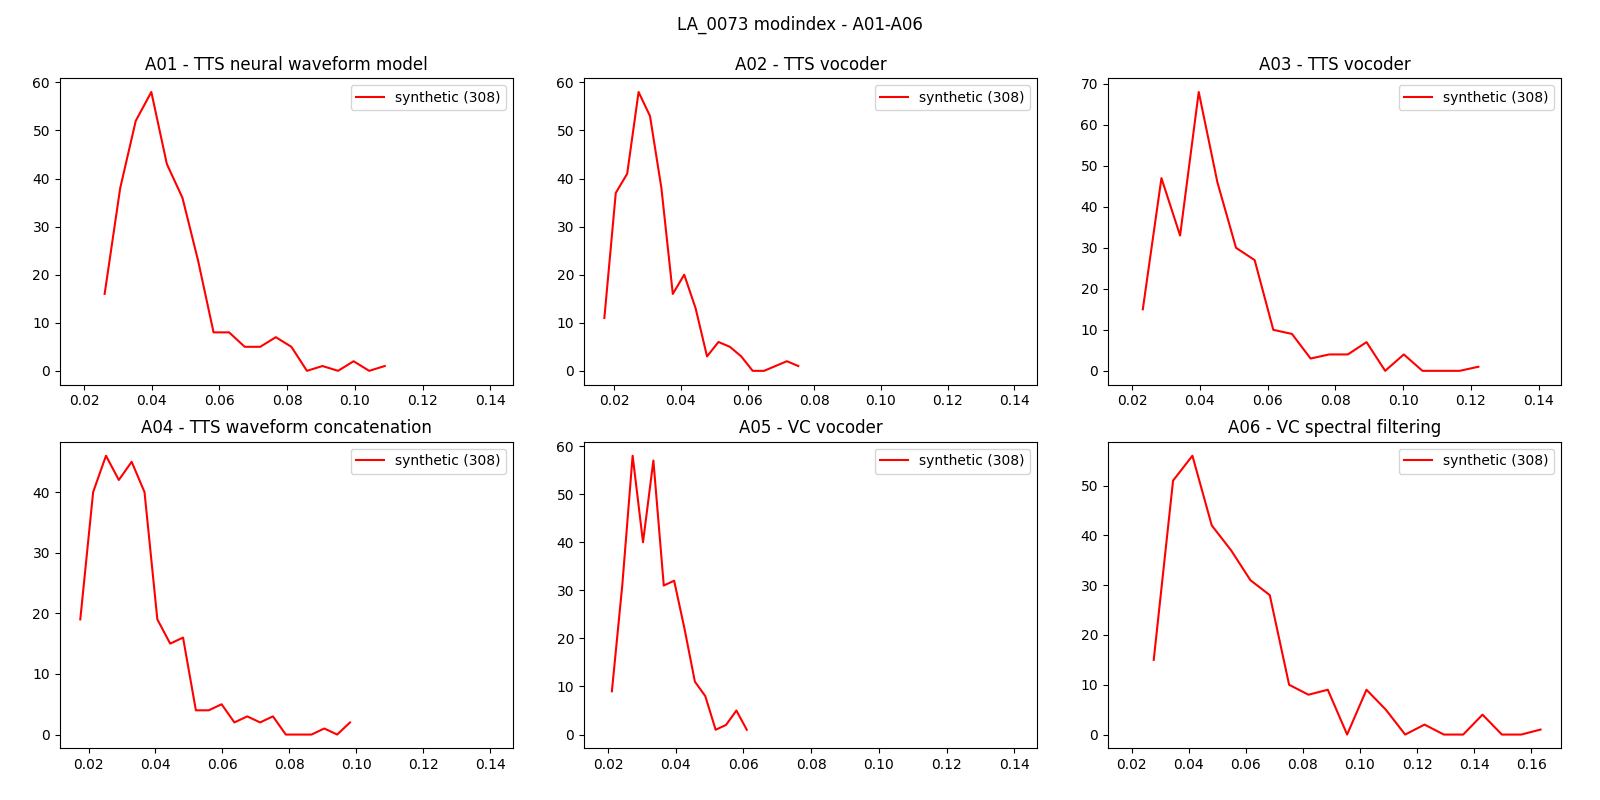 LA_0073 modindex - A01-A06
A01 - TTS neural waveform model
synthetic (308)
60
50
40
30
20
10
0
0.02 0.04 0.06 0.08 0.10 0.12 0.14
A02 - TTS vocoder
synthetic (308)
60
50
40
30
20
10
0
0.02 0.04 0.06 0.08 0.10 0.12 0.14
A03 - TTS vocoder
synthetic (308)
70
60
50
40
30
20
10
0
0.02 0.04 0.06 0.08 0.10 0.12 0.14
A04 - TTS waveform concatenation
synthetic (308)
40
30
20
10
0
0.02 0.04 0.06 0.08 0.10 0.12 0.14
A05 - VC vocoder
synthetic (308)
60
50
40
30
20
10
0
0.02 0.04 0.06 0.08 0.10 0.12 0.14
A06 - VC spectral filtering
synthetic (308)
50
40
30
20
10
0
0.02 0.04 0.06 0.08 0.10 0.12 0.14 0.16